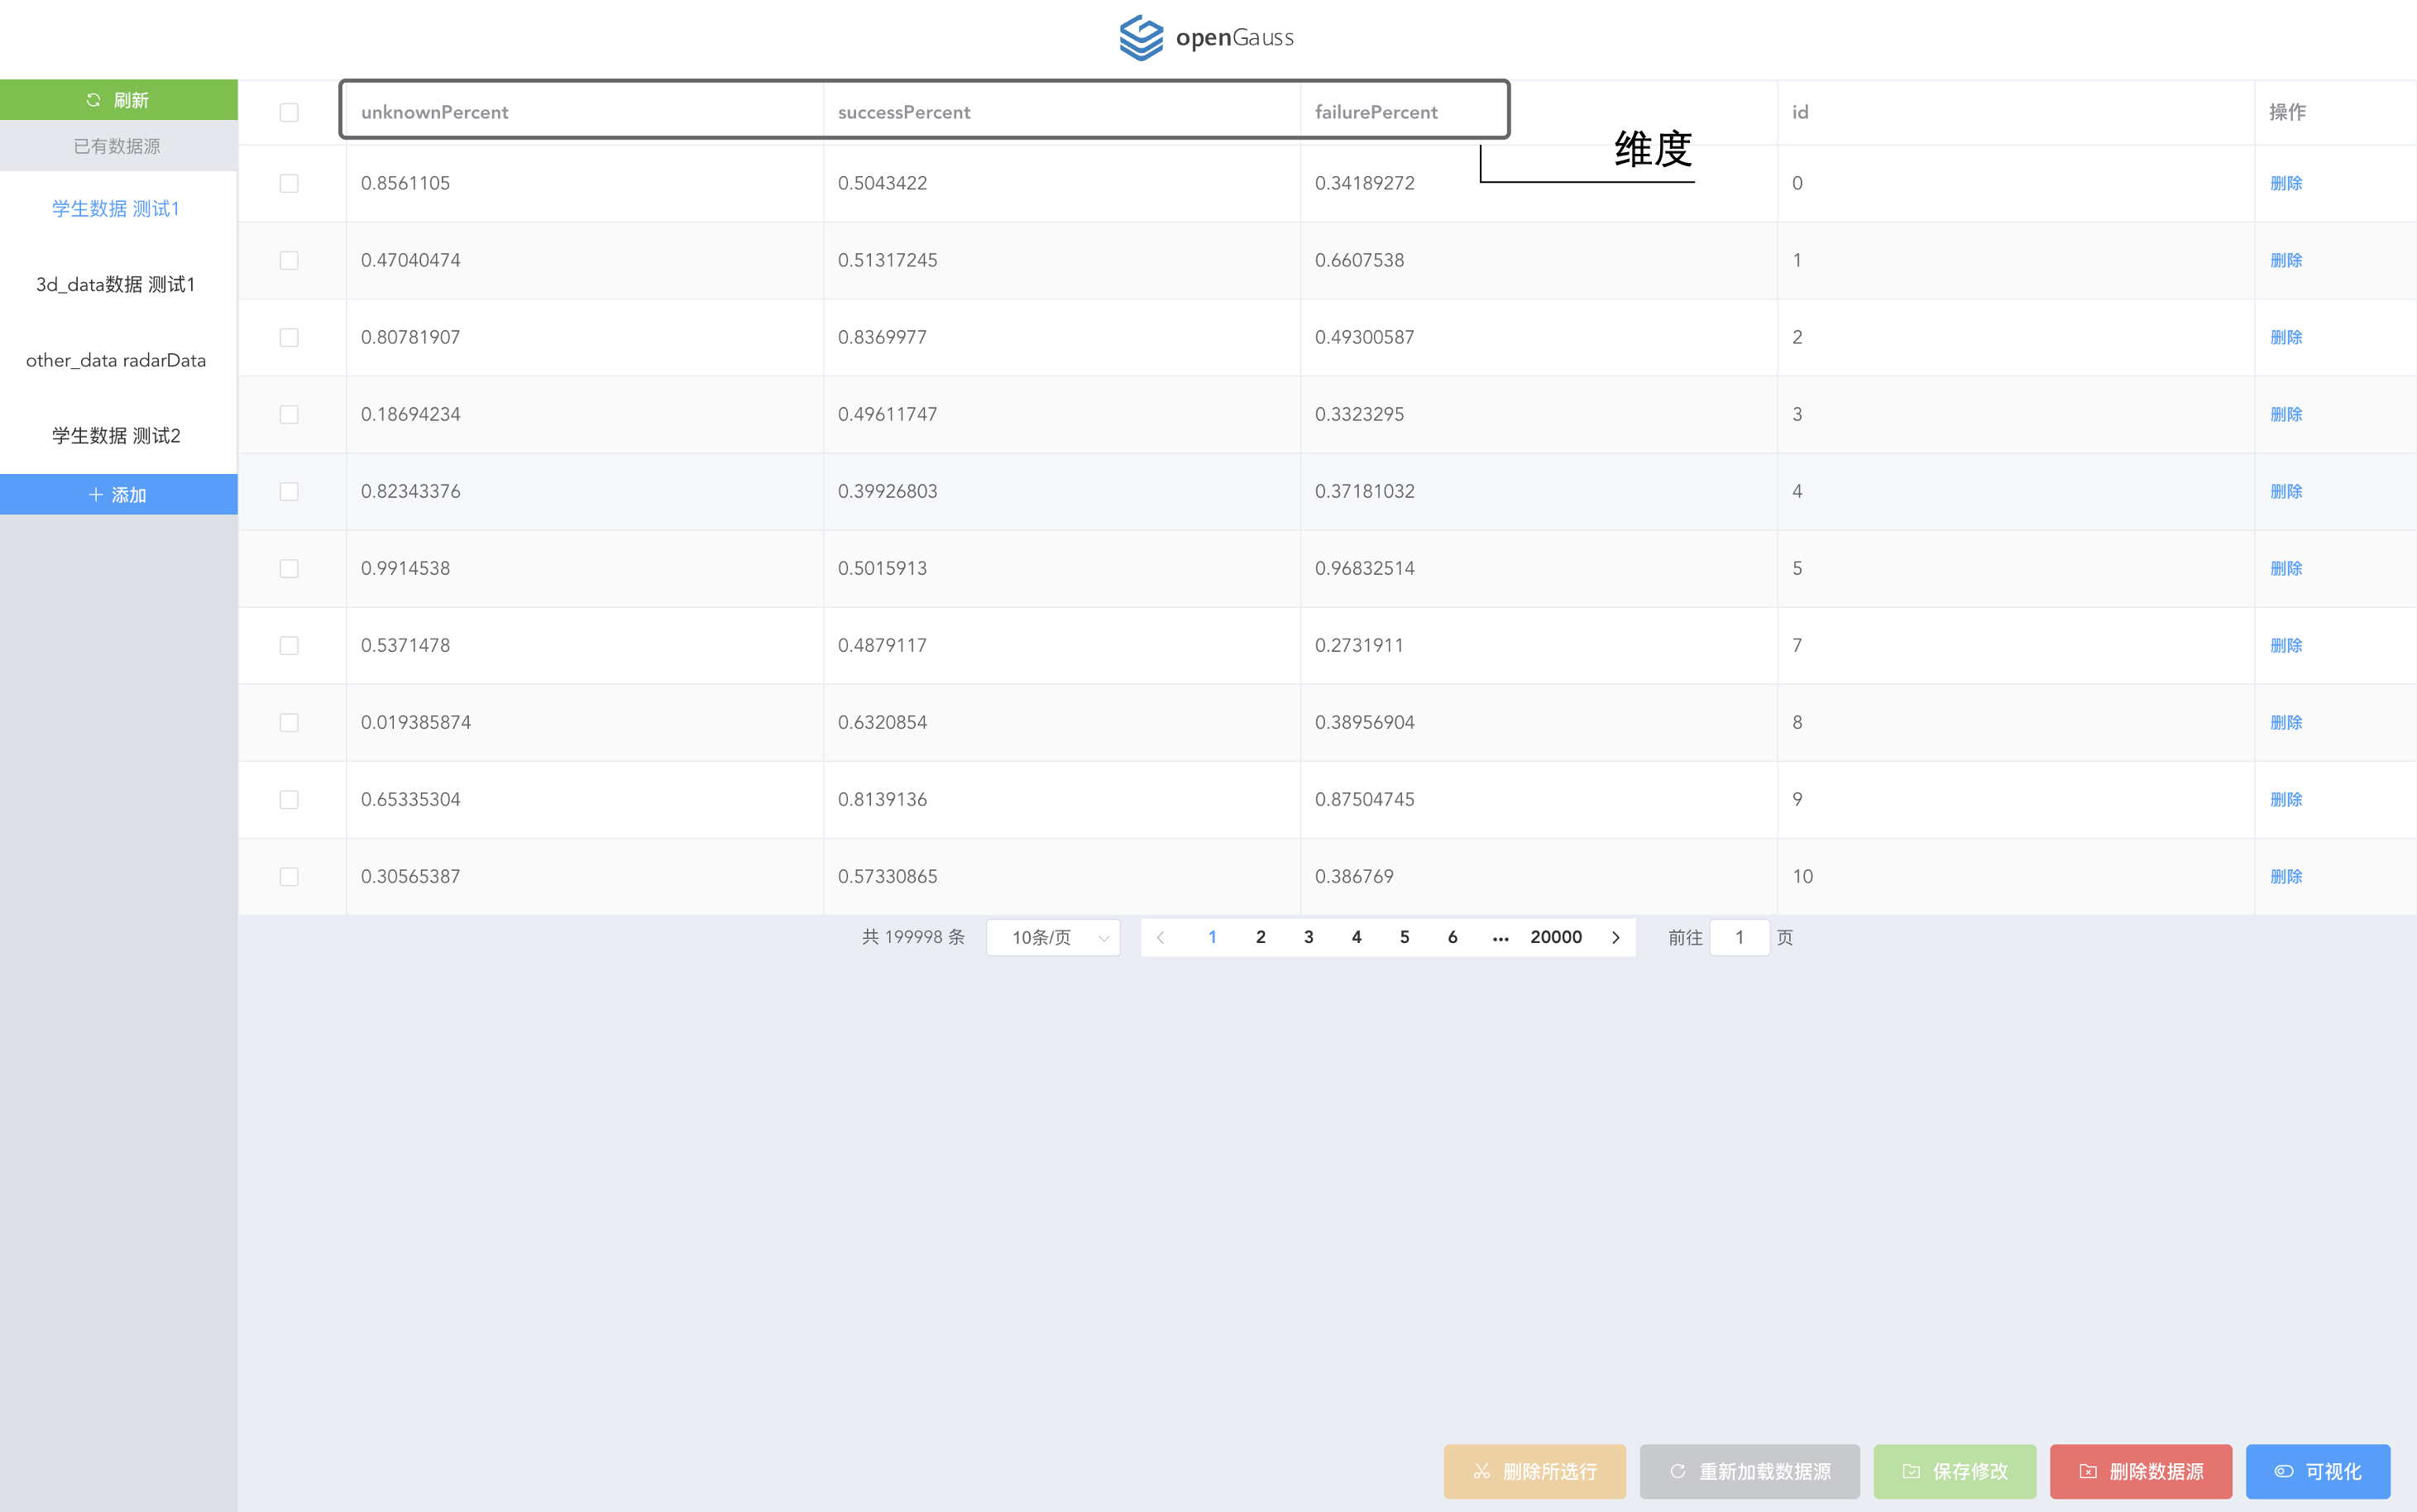 openGauss
刷新
已有数据源
学生数据 测试1
3d_data数据 测试1
other_data radarData
学生数据 测试2
添加
unknownPercent successPercent failurePercent id 操作
维度
0.8561105 0.5043422 0.34189272 0 删除
0.47040474 0.51317245 0.6607538 1 删除
0.80781907 0.8369977 0.49300587 2 删除
0.18694234 0.49611747 0.3323295 3 删除
0.82343376 0.39926803 0.37181032 4 删除
0.9914538 0.5015913 0.96832514 5 删除
0.5371478 0.4879117 0.2731911 7 删除
0.019385874 0.6320854 0.38956904 8 删除
0.65335304 0.8139136 0.87504745 9 删除
0.30565387 0.57330865 0.386769 10 删除
共 199998 条 10条/页 1 2 3 4 5 6 ... 20000 前往 1 页
删除所选行 重新加载数据源 保存修改 删除数据源 可视化